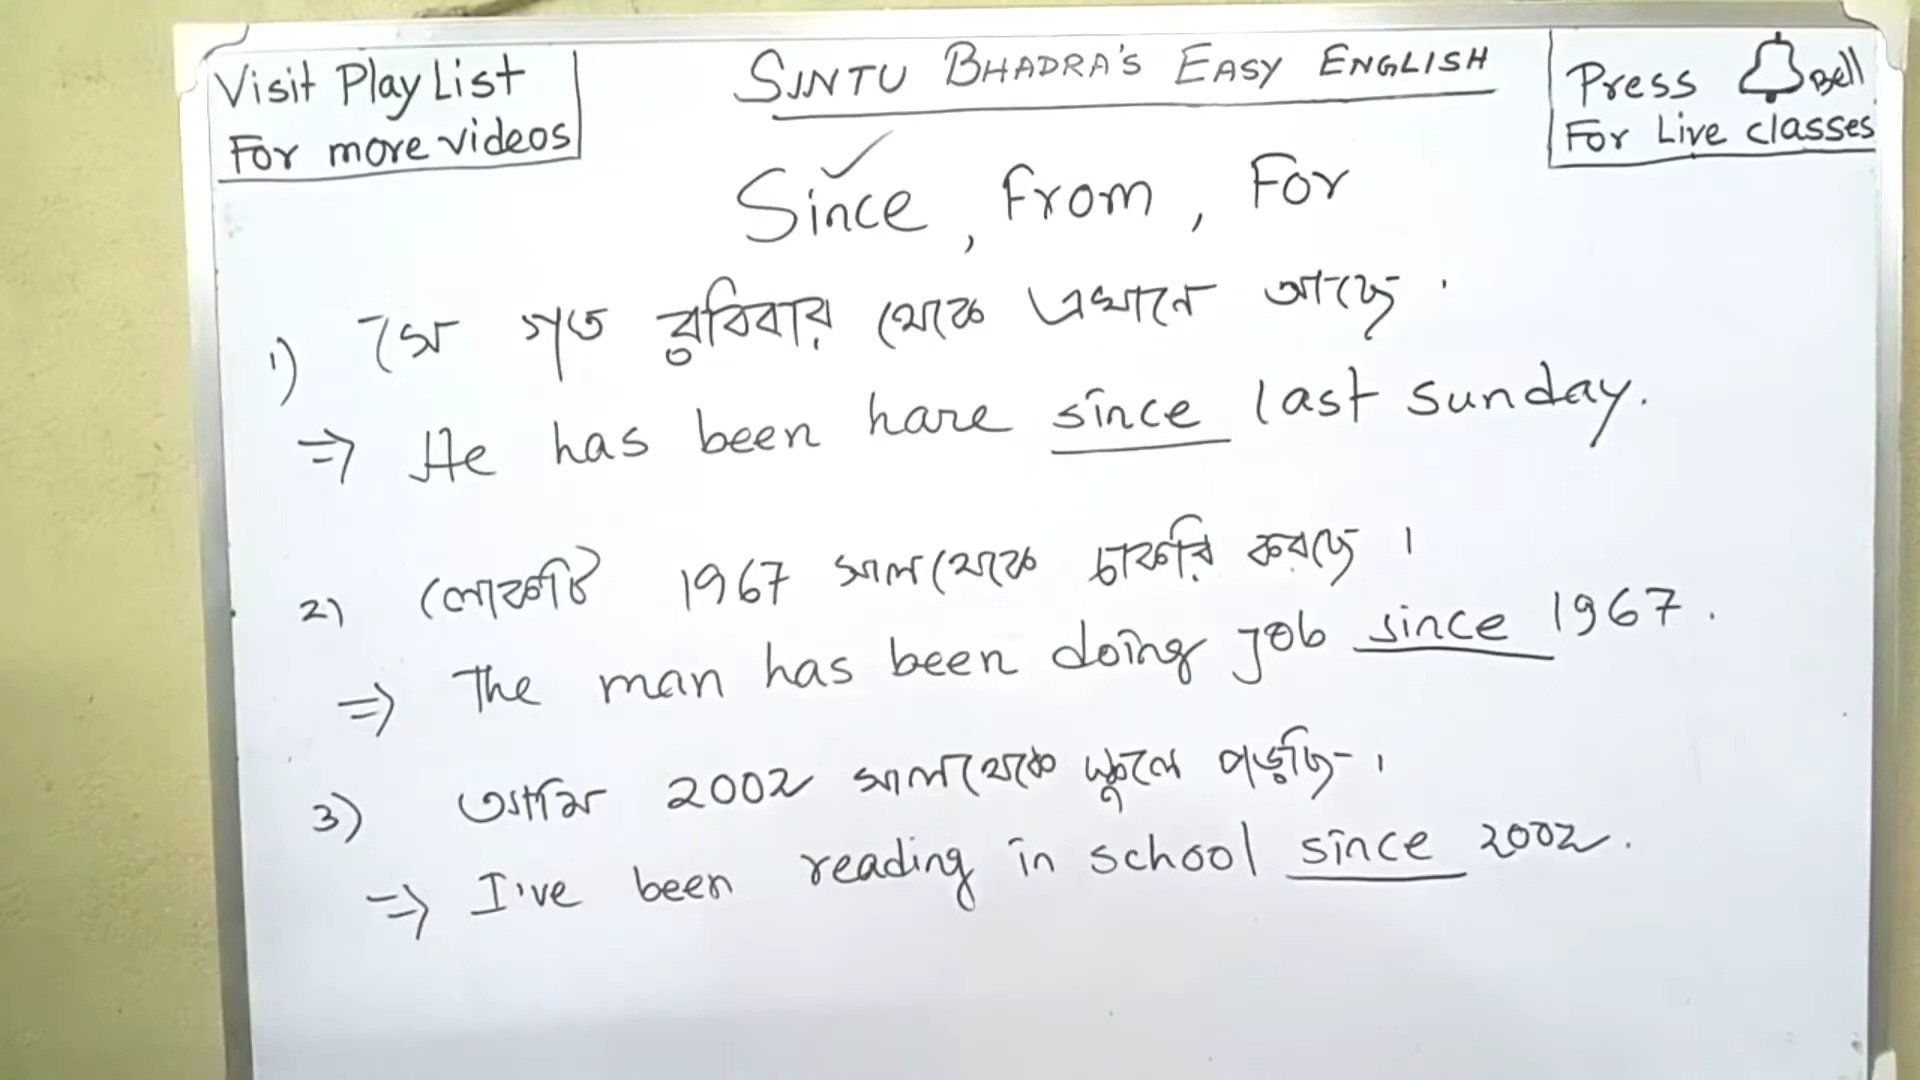 Visit Play List
For more videos
SINTU BHADRA'S EASY ENGLISH
Press Bell
For Live classes
Since, From, For
1) সে গত রবিবার থেকে এখানে আছে.
⇒ He has been hare since last sunday.
2) লোকটি 1967 সাল থেকে চাকরি করছে।
⇒ The man has been doing job since 1967.
3) আমি 2002 সাল থেকে স্কুলে পড়ছি।
⇒ I've been reading in school since 2002.